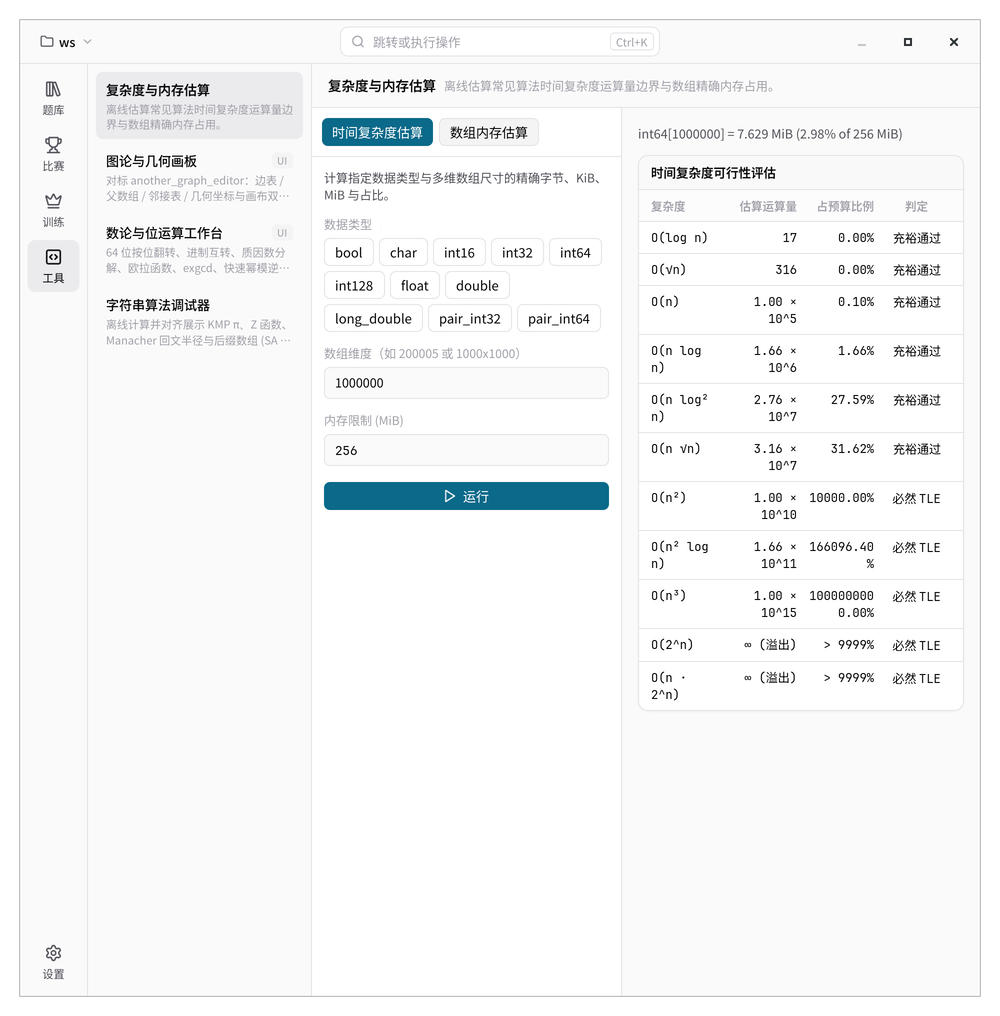 ws
跳转或执行操作
Ctrl+K
题库
比赛
训练
工具
设置
复杂度与内存估算
离线估算常见算法时间复杂度运算量边
界与数组精确内存占用。
图论与几何画板
UI
对标 another_graph_editor：边表 /
父数组 / 邻接表 / 几何坐标与画布双⋯
数论与位运算工作台
UI
64 位按位翻转、进制互转、质因数分
解、欧拉函数、exgcd、快速幂模逆⋯
字符串算法调试器
离线计算并对齐展示 KMP π、Z 函数、
Manacher 回文半径与后缀数组 (SA ⋯
复杂度与内存估算 离线估算常见算法时间复杂度运算量边界与数组精确内存占用。
时间复杂度估算
数组内存估算
计算指定数据类型与多维数组尺寸的精确字节、KiB、
MiB 与占比。
数据类型
bool char int16 int32 int64
int128 float double
long_double pair_int32 pair_int64
数组维度（如 200005 或 1000x1000）
1000000
内存限制 (MiB)
256
运行
int64[1000000] = 7.629 MiB (2.98% of 256 MiB)
时间复杂度可行性评估
复杂度 估算运算量 占预算比例 判定
O(log n) 17 0.00% 充裕通过
O(√n) 316 0.00% 充裕通过
O(n) 1.00 × 0.10% 充裕通过
10^5
O(n log 1.66 × 1.66% 充裕通过
n) 10^6
O(n log² 2.76 × 27.59% 充裕通过
n) 10^7
O(n √n) 3.16 × 31.62% 充裕通过
10^7
O(n²) 1.00 × 10000.00% 必然 TLE
10^10
O(n² log 1.66 × 166096.40 必然 TLE
n) 10^11 %
O(n³) 1.00 × 100000000 必然 TLE
10^15 0.00%
O(2^n) ∞ (溢出) > 9999% 必然 TLE
O(n · ∞ (溢出) > 9999% 必然 TLE
2^n)